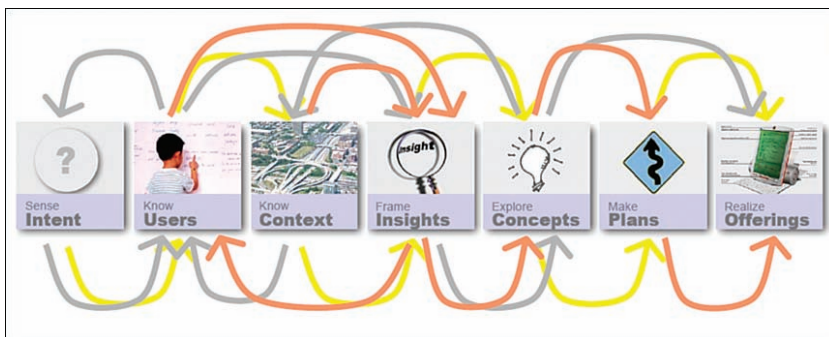 ?
Sense
Intent
Know
Users
Know
Context
insight
Frame
Insights
Explore
Concepts
Make
Plans
Realize
Offerings